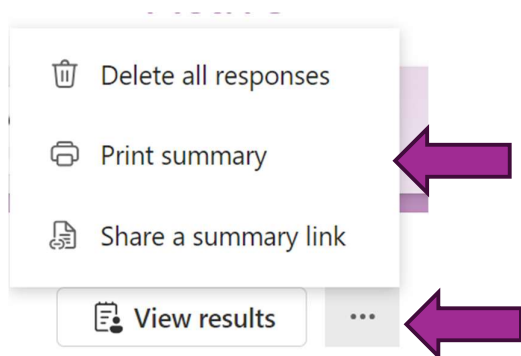 Delete all responses
Print summary
Share a summary link
View results